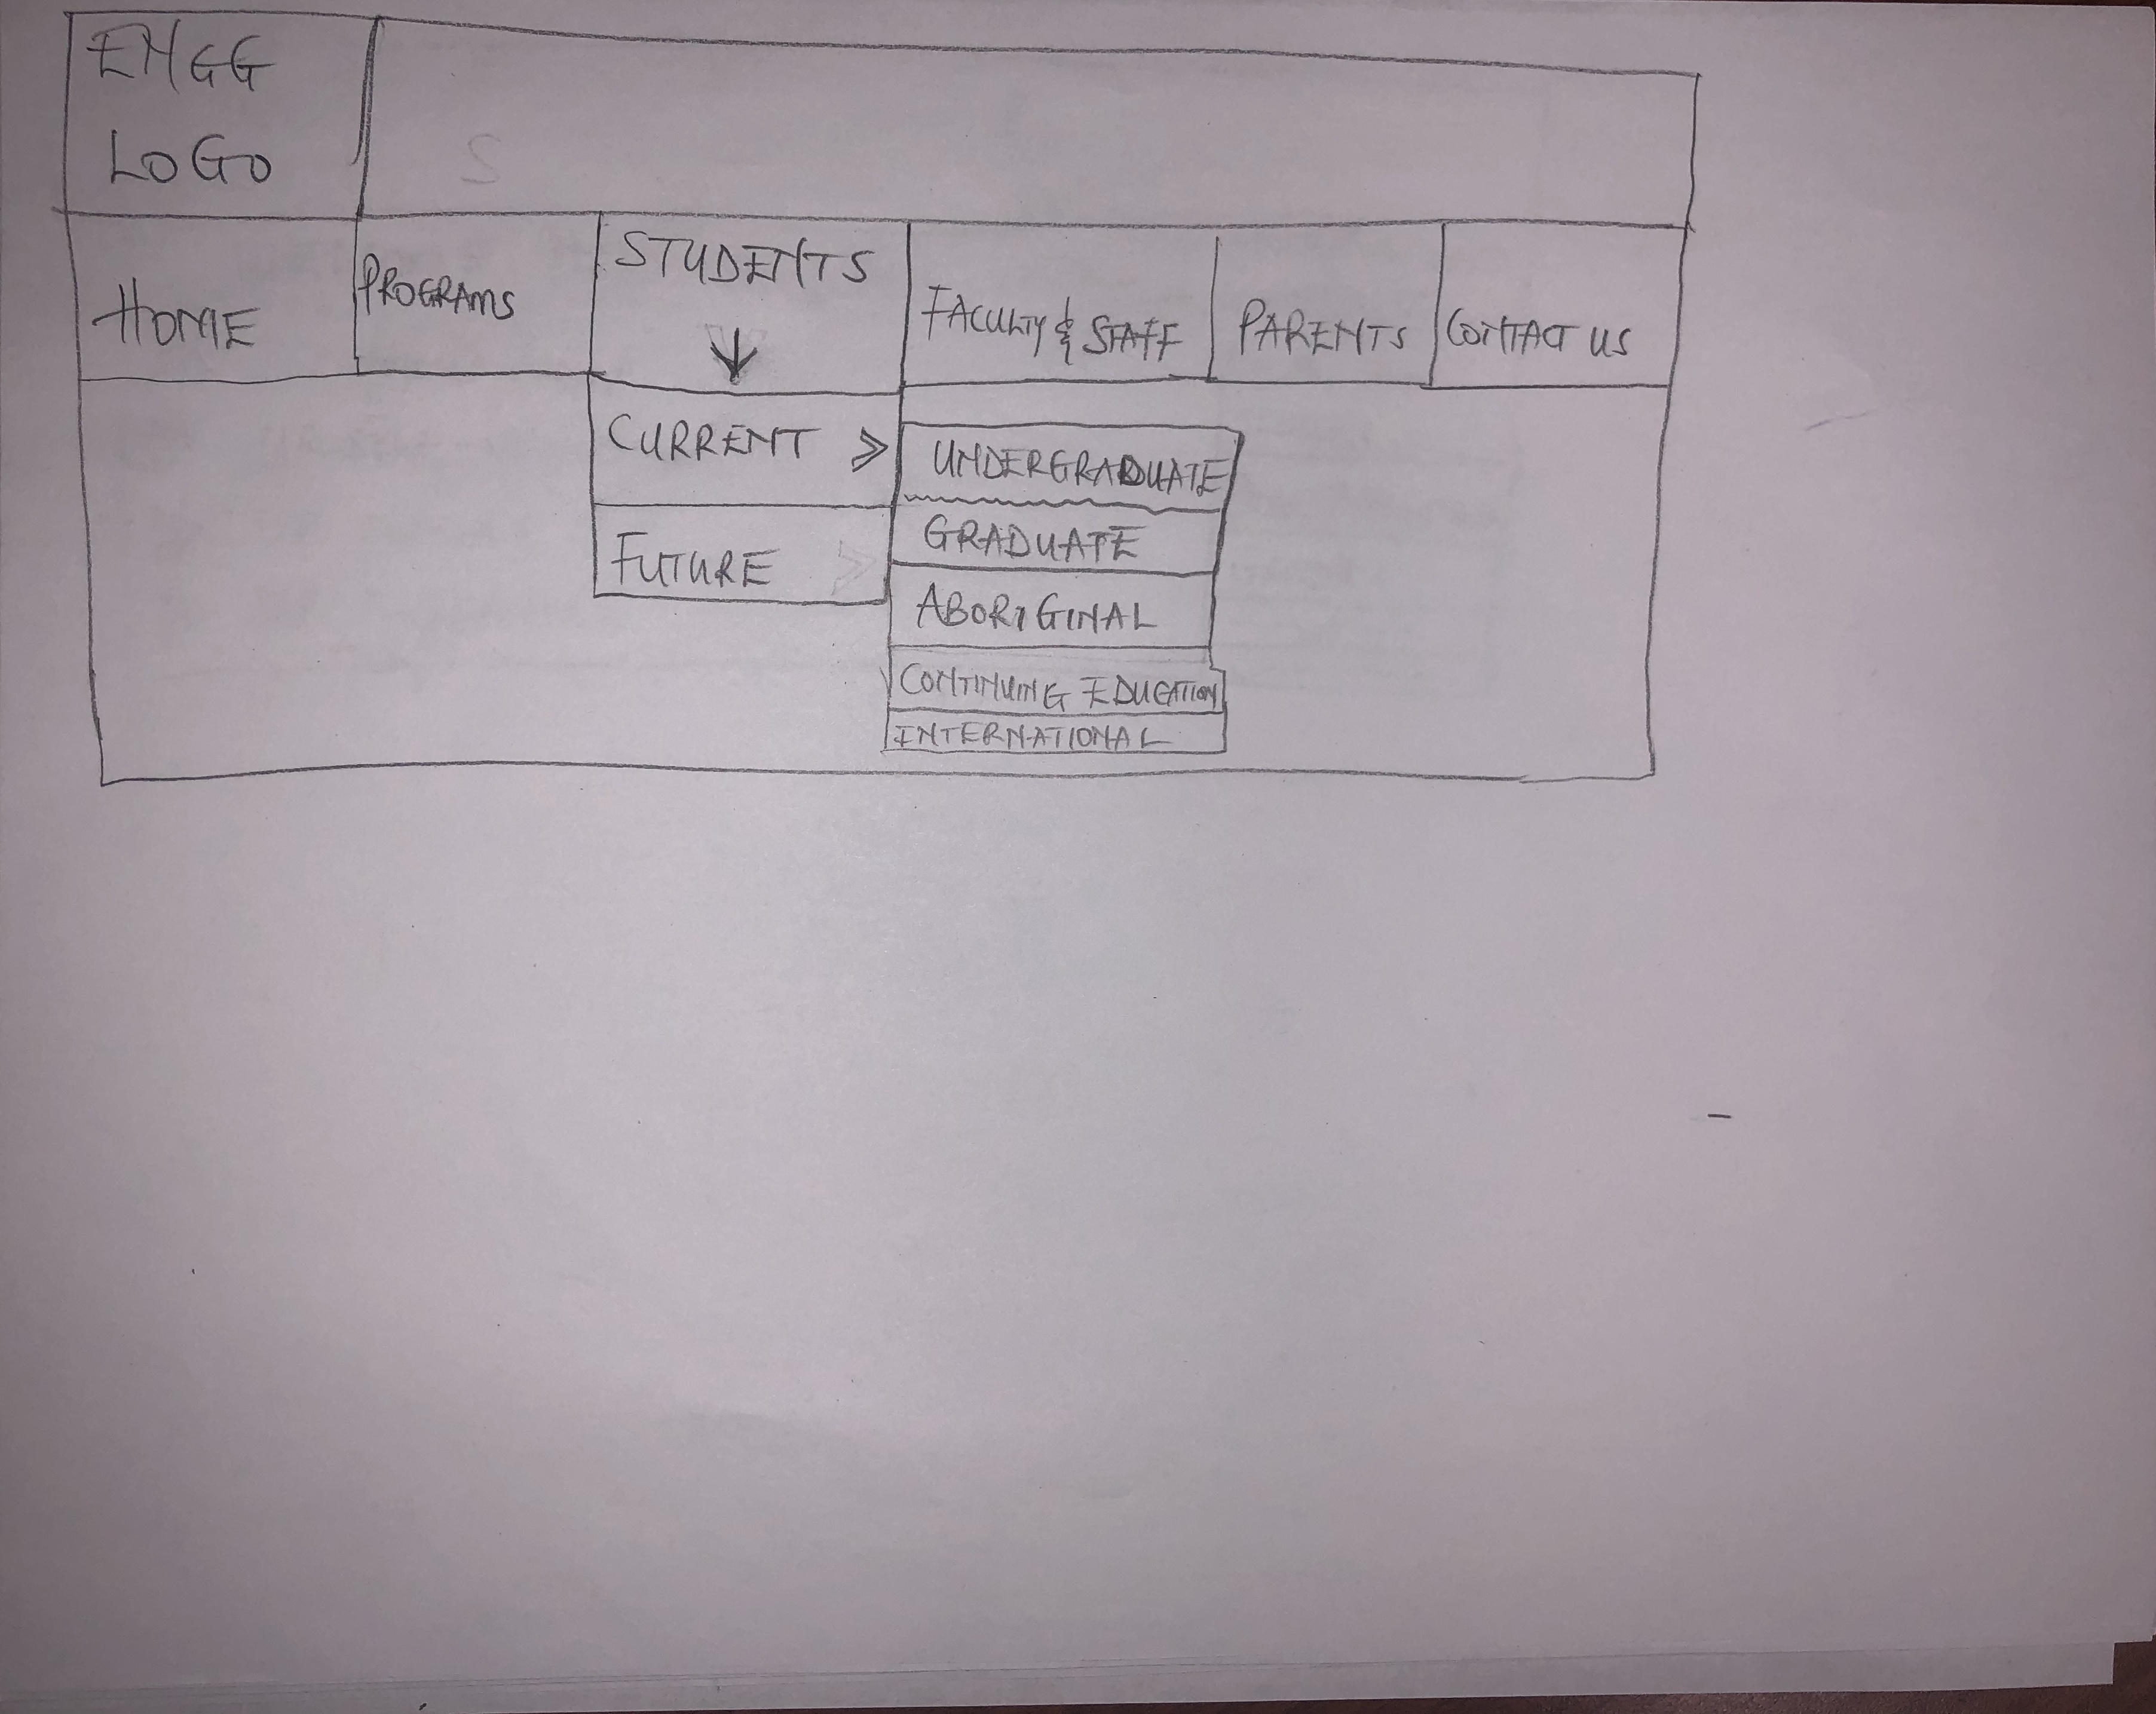 ENGG
LOGO
S
HOME
PROGRAMS
STUDENTS
FACULTY & STAFF
PARENTS
CONTACT US
CURRENT >>
UNDERGRADUATE
GRADUATE
FUTURE >>
ABORIGINAL
CONTINUING EDUCATION
INTERNATIONAL